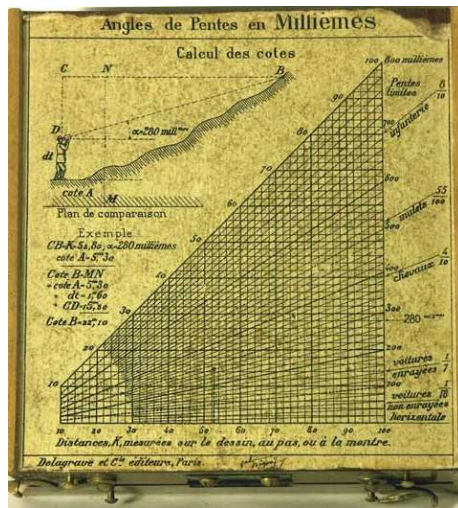 Angles de Pentes en Millièmes
Calcul des cotes
C N B
D α=280 mill
dt
cote A
M
Plan de comparaison
Exemple
CB=K=52,80, α=280 millièmes
cote A=5,30
Cote B=MN
+ cote A=5,30
+ dt=1,60
+ CD=15,20
Cote B=22,10
100 800 millièmes
90
80
70
60
50
40
30
20
10
Pentes limites
6/10
700
infanterie
600
55/100
mulets
500
4/10
400
chevaux
300
280
200
voitures enrayées 1/7
100
voitures non enrayées 1/18
horizontale
10 20 30 40 50 60 70 80 90 100
Distances, K, mesurées sur le dessin, au pas, ou à la montre.
Delagrave et Cie éditeurs, Paris